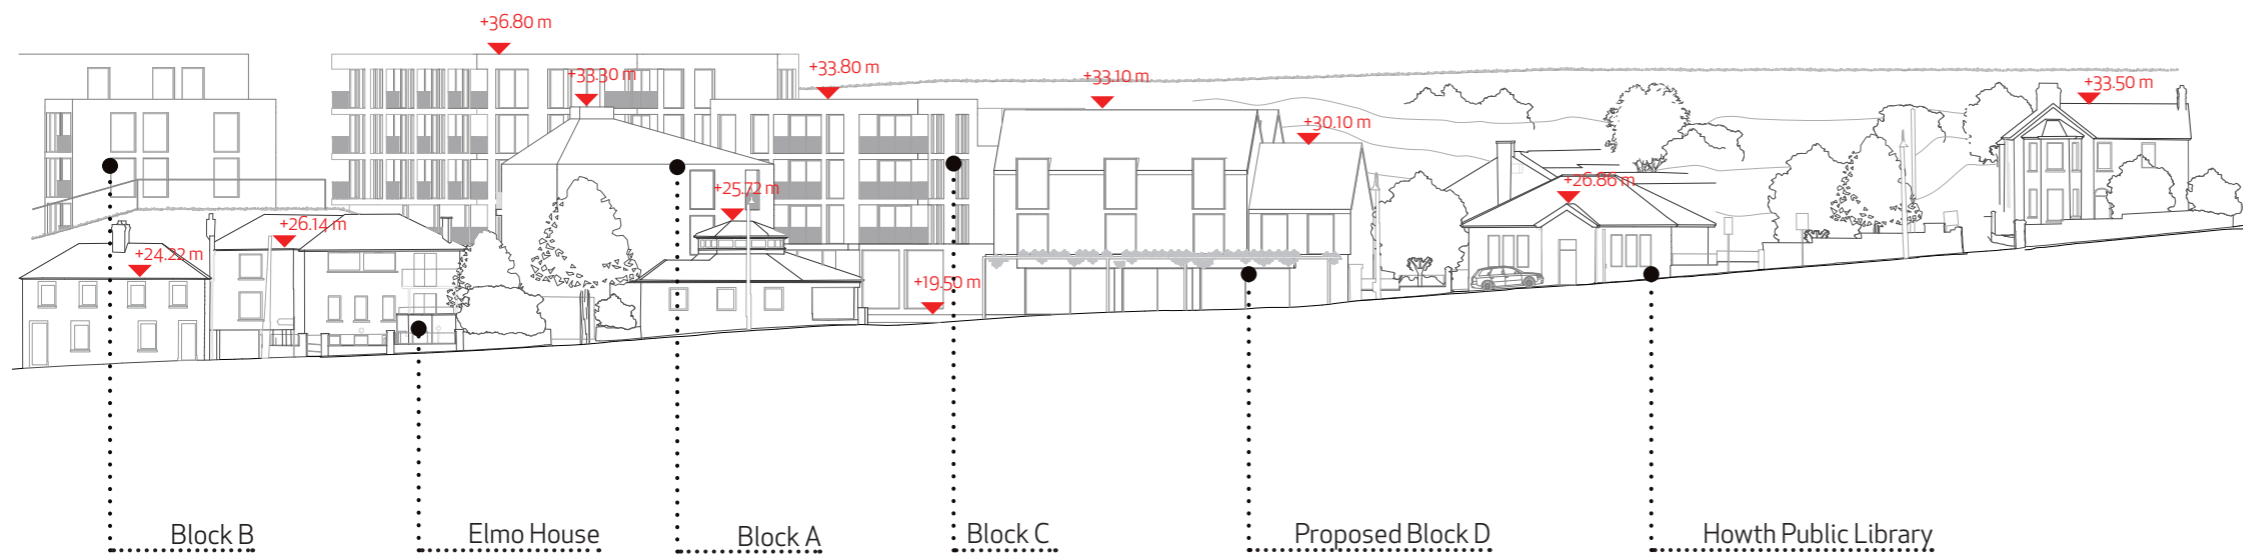 +36.80 m
+33.30 m
+33.80 m
+33.10 m
+33.50 m
+30.10 m
+25.72 m
+26.86 m
+26.14 m
+24.22 m
+19.50 m
Block B
Elmo House
Block A
Block C
Proposed Block D
Howth Public Library